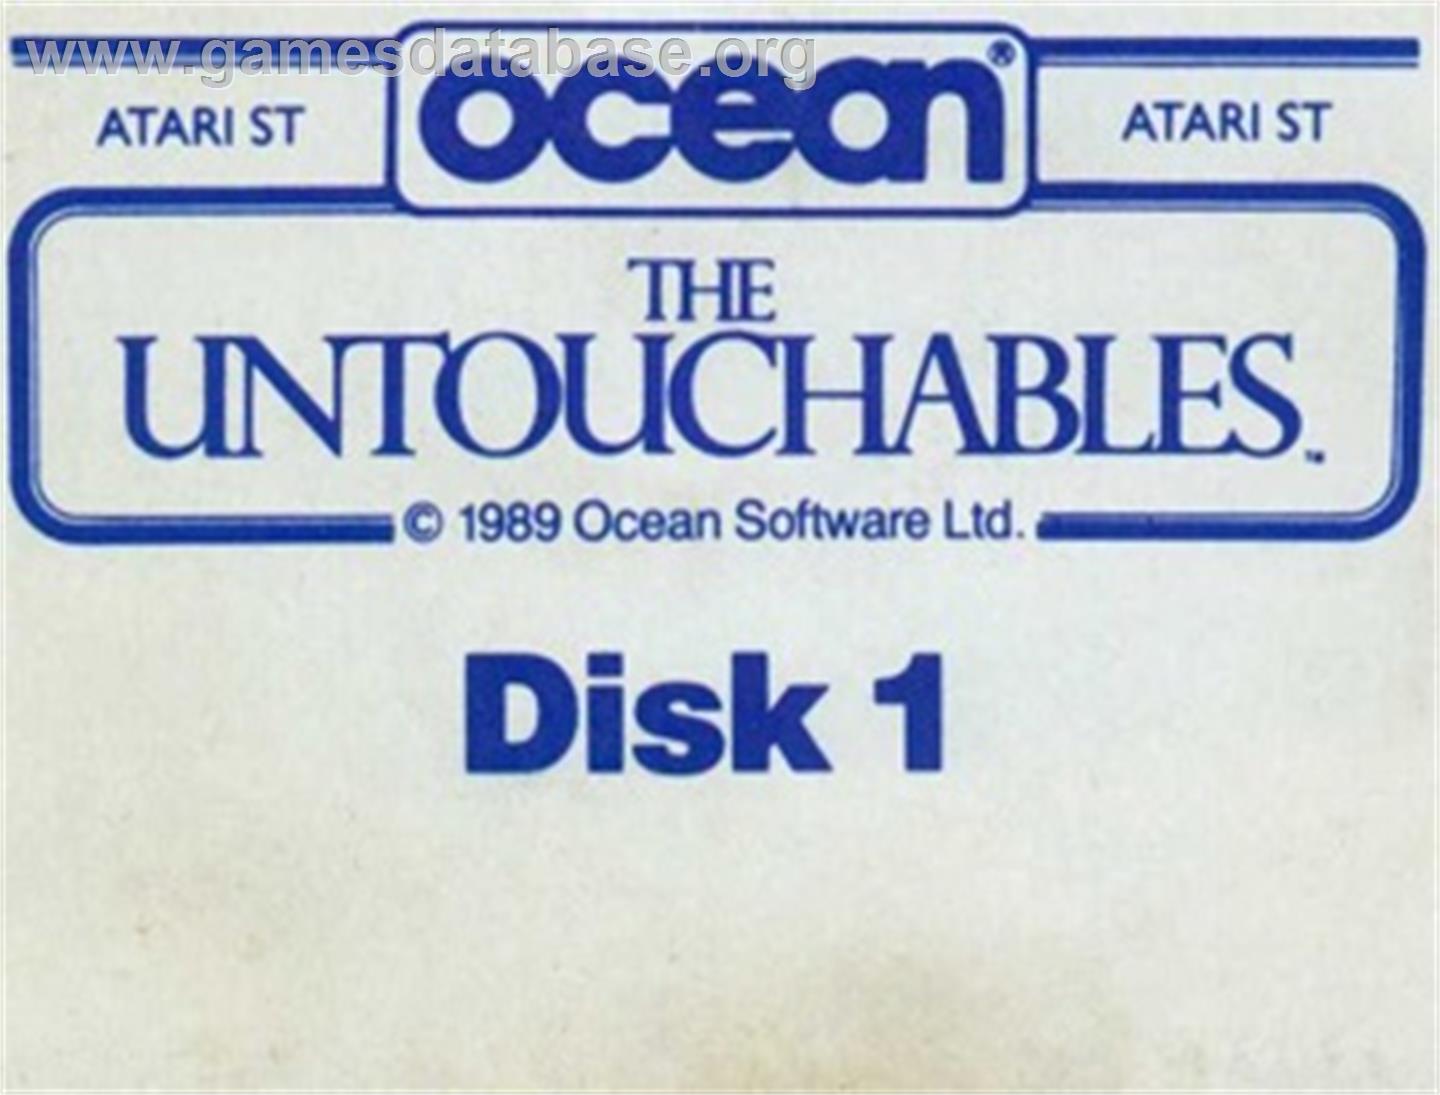 www.gamesdatabase.org
ocean®
ATARI ST
ATARI ST
THE
UNTOUCHABLES™
© 1989 Ocean Software Ltd.
Disk 1